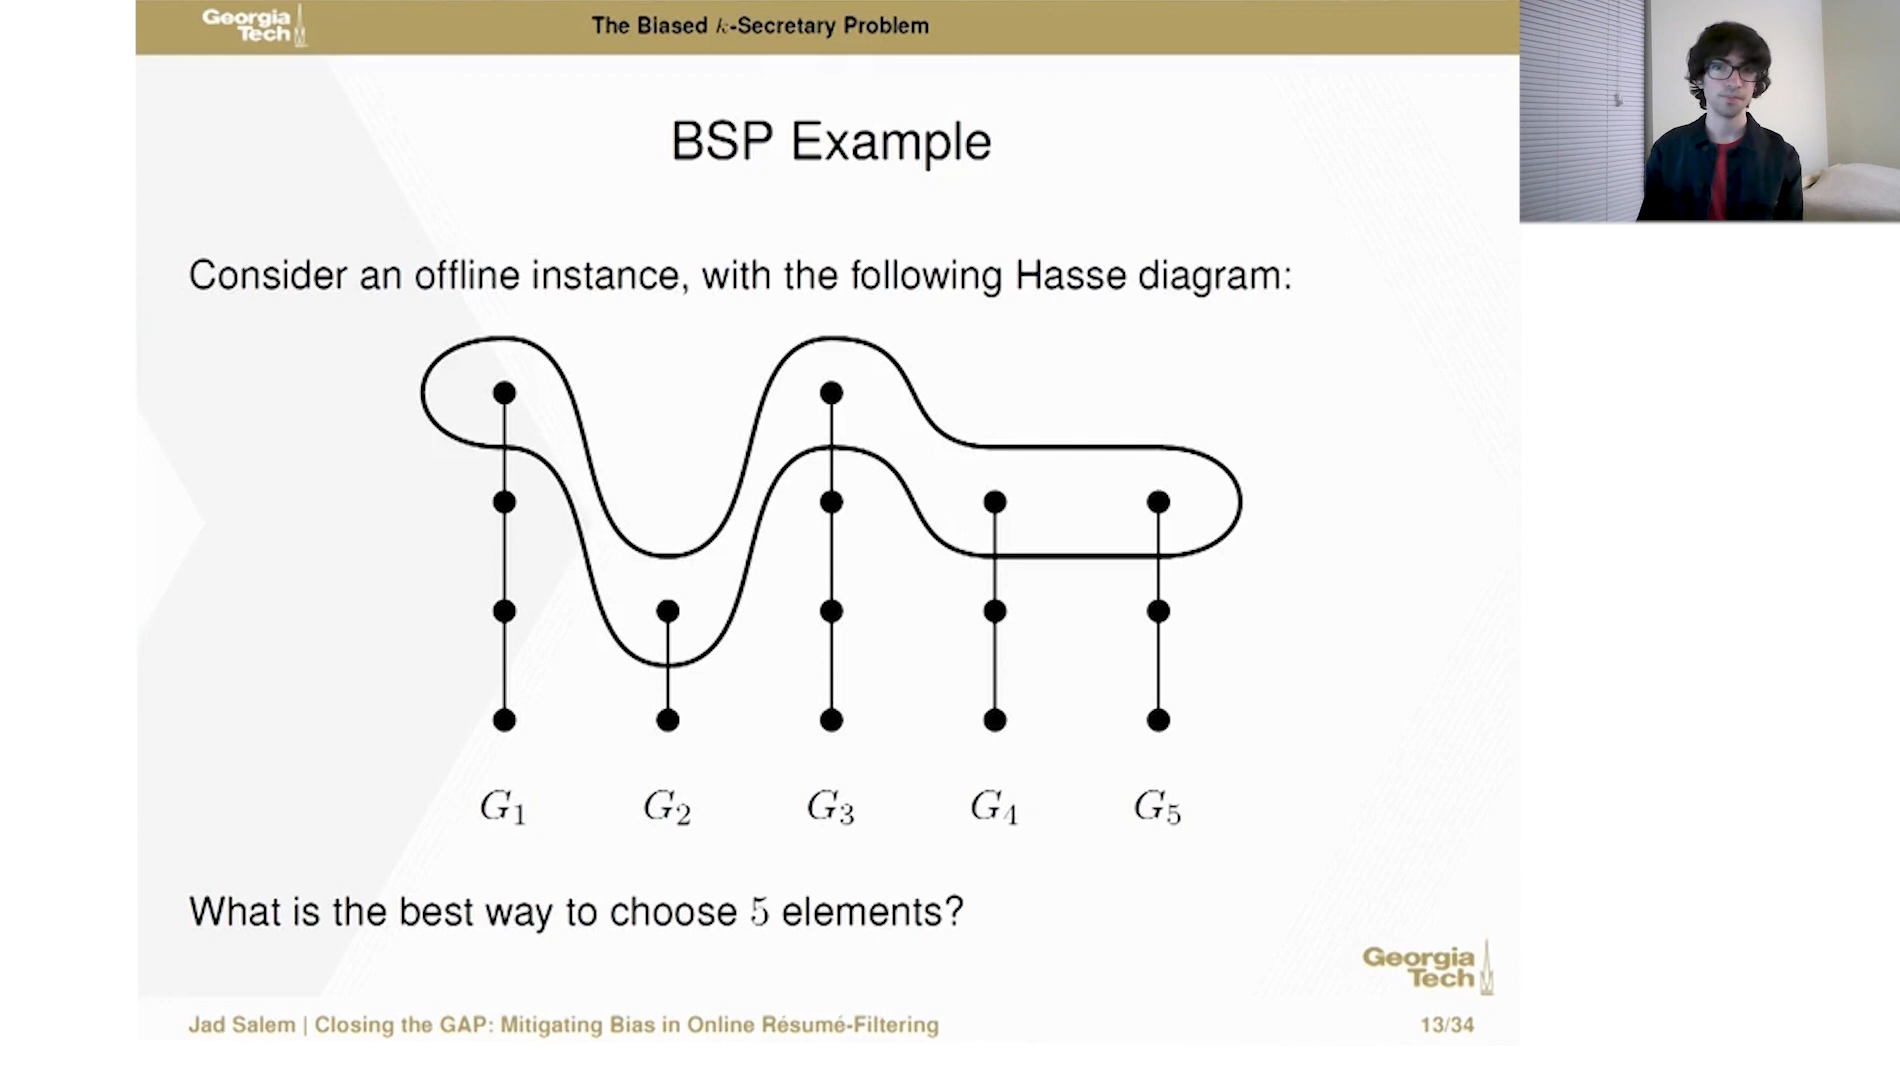 Georgia
Tech
The Biased k-Secretary Problem
BSP Example
Consider an offline instance, with the following Hasse diagram:
G1 G2 G3 G4 G5
What is the best way to choose 5 elements?
Georgia
Tech
Jad Salem | Closing the GAP: Mitigating Bias in Online Résumé-Filtering 13/34